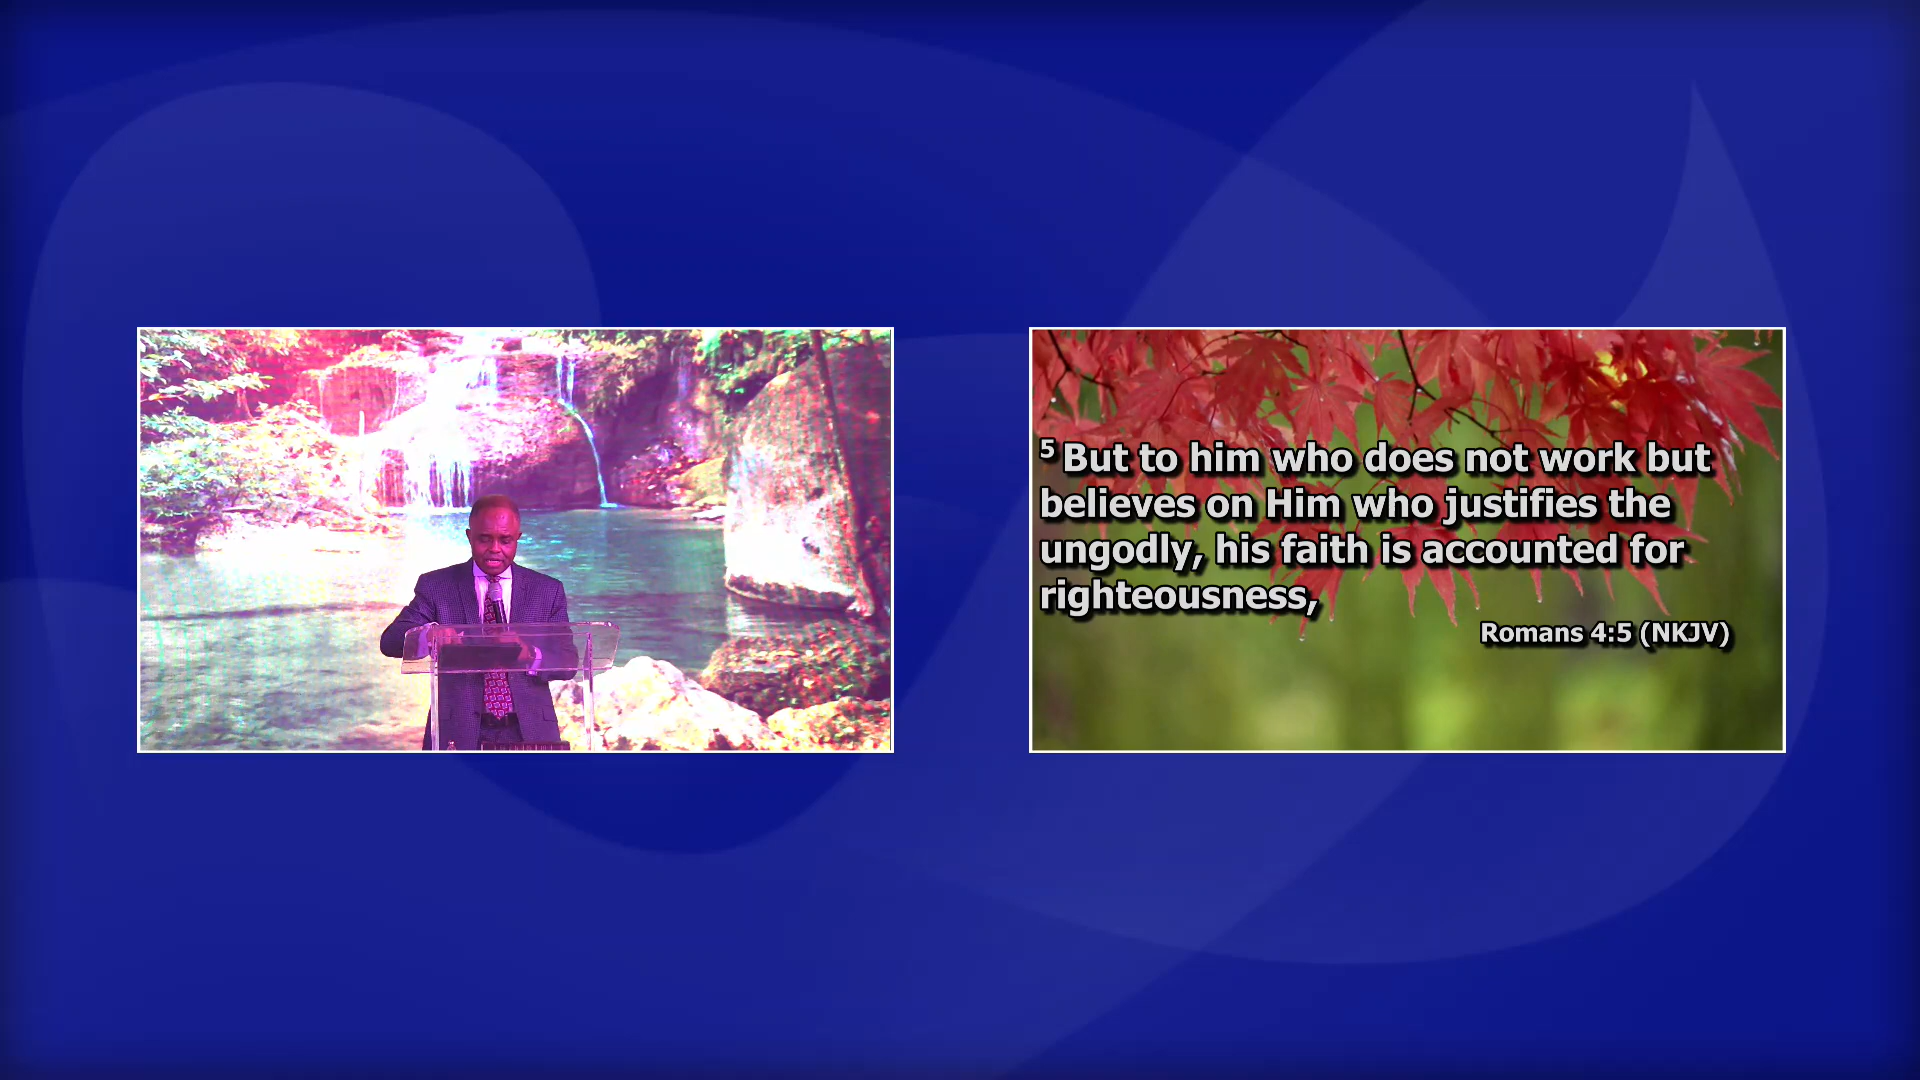 5 But to him who does not work but
believes on Him who justifies the
ungodly, his faith is accounted for
righteousness,
Romans 4:5 (NKJV)